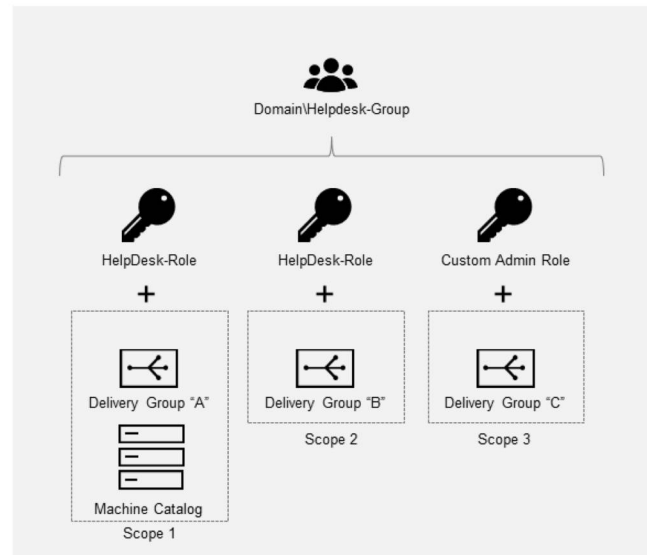 Domain\Helpdesk-Group
HelpDesk-Role
HelpDesk-Role
Custom Admin Role
+
+
+
Delivery Group “A”
Delivery Group “B”
Delivery Group “C”
Scope 2
Scope 3
Machine Catalog
Scope 1